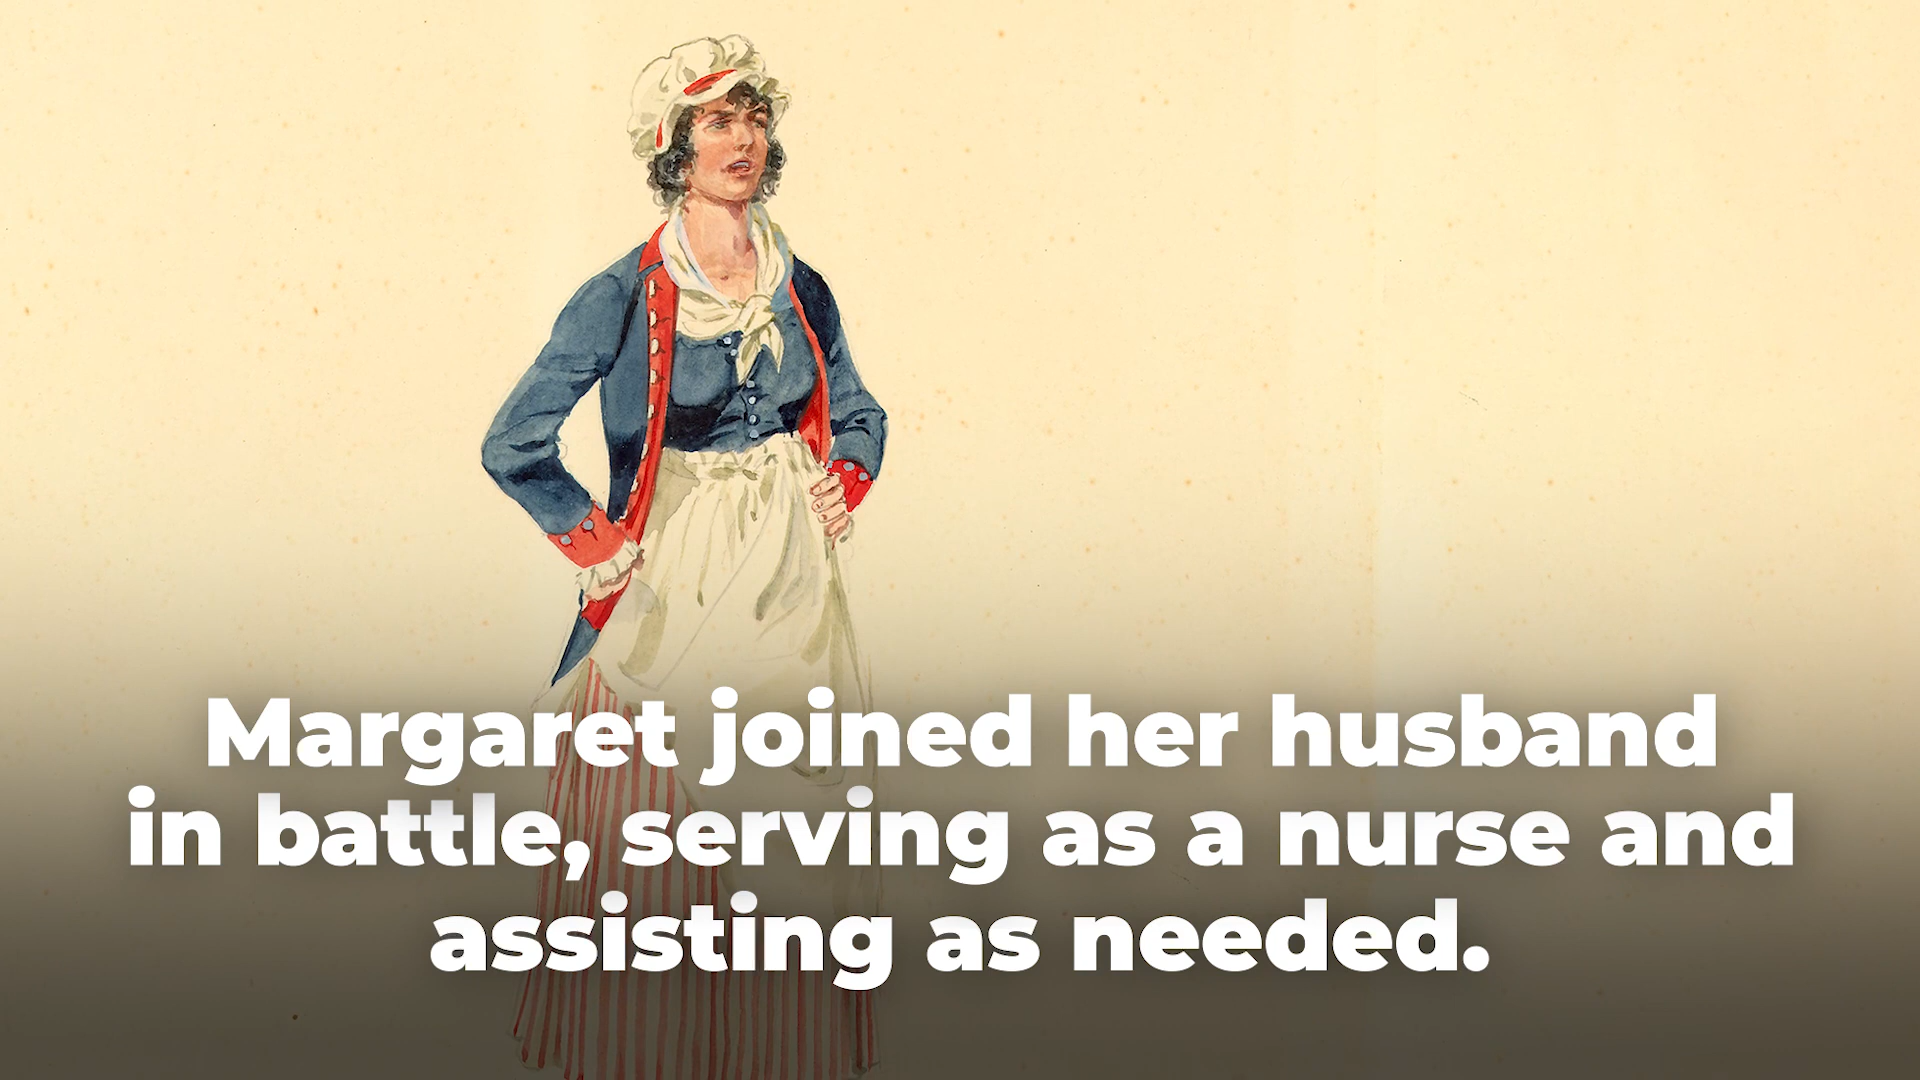 Margaret joined her husband
in battle, serving as a nurse and
assisting as needed.